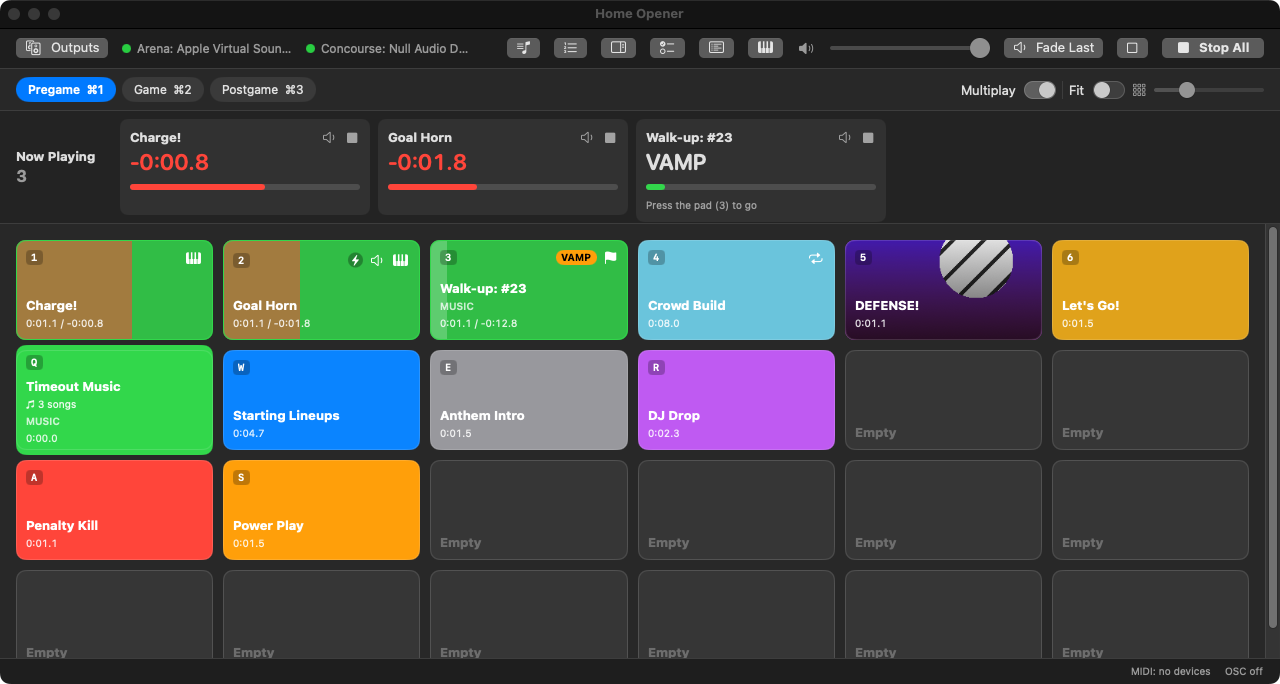 Home Opener
Outputs
Arena: Apple Virtual Soun...
Concourse: Null Audio D...
Fade Last
Stop All
Pregame ⌘1
Game ⌘2
Postgame ⌘3
Multiplay
Fit
Now Playing
3
Charge!
-0:00.8
Goal Horn
-0:01.8
Walk-up: #23
VAMP
Press the pad (3) to go
1
Charge!
0:01.1 / -0:00.8
2
Goal Horn
0:01.1 / -0:01.8
3
VAMP
Walk-up: #23
MUSIC
0:01.1 / -0:12.8
4
Crowd Build
0:08.0
5
DEFENSE!
0:01.1
6
Let's Go!
0:01.5
Q
Timeout Music
3 songs
MUSIC
0:00.0
W
Starting Lineups
0:04.7
E
Anthem Intro
0:01.5
R
DJ Drop
0:02.3
Empty
Empty
A
Penalty Kill
0:01.1
S
Power Play
0:01.5
Empty
Empty
Empty
Empty
Empty
Empty
Empty
Empty
Empty
Empty
MIDI: no devices
OSC off